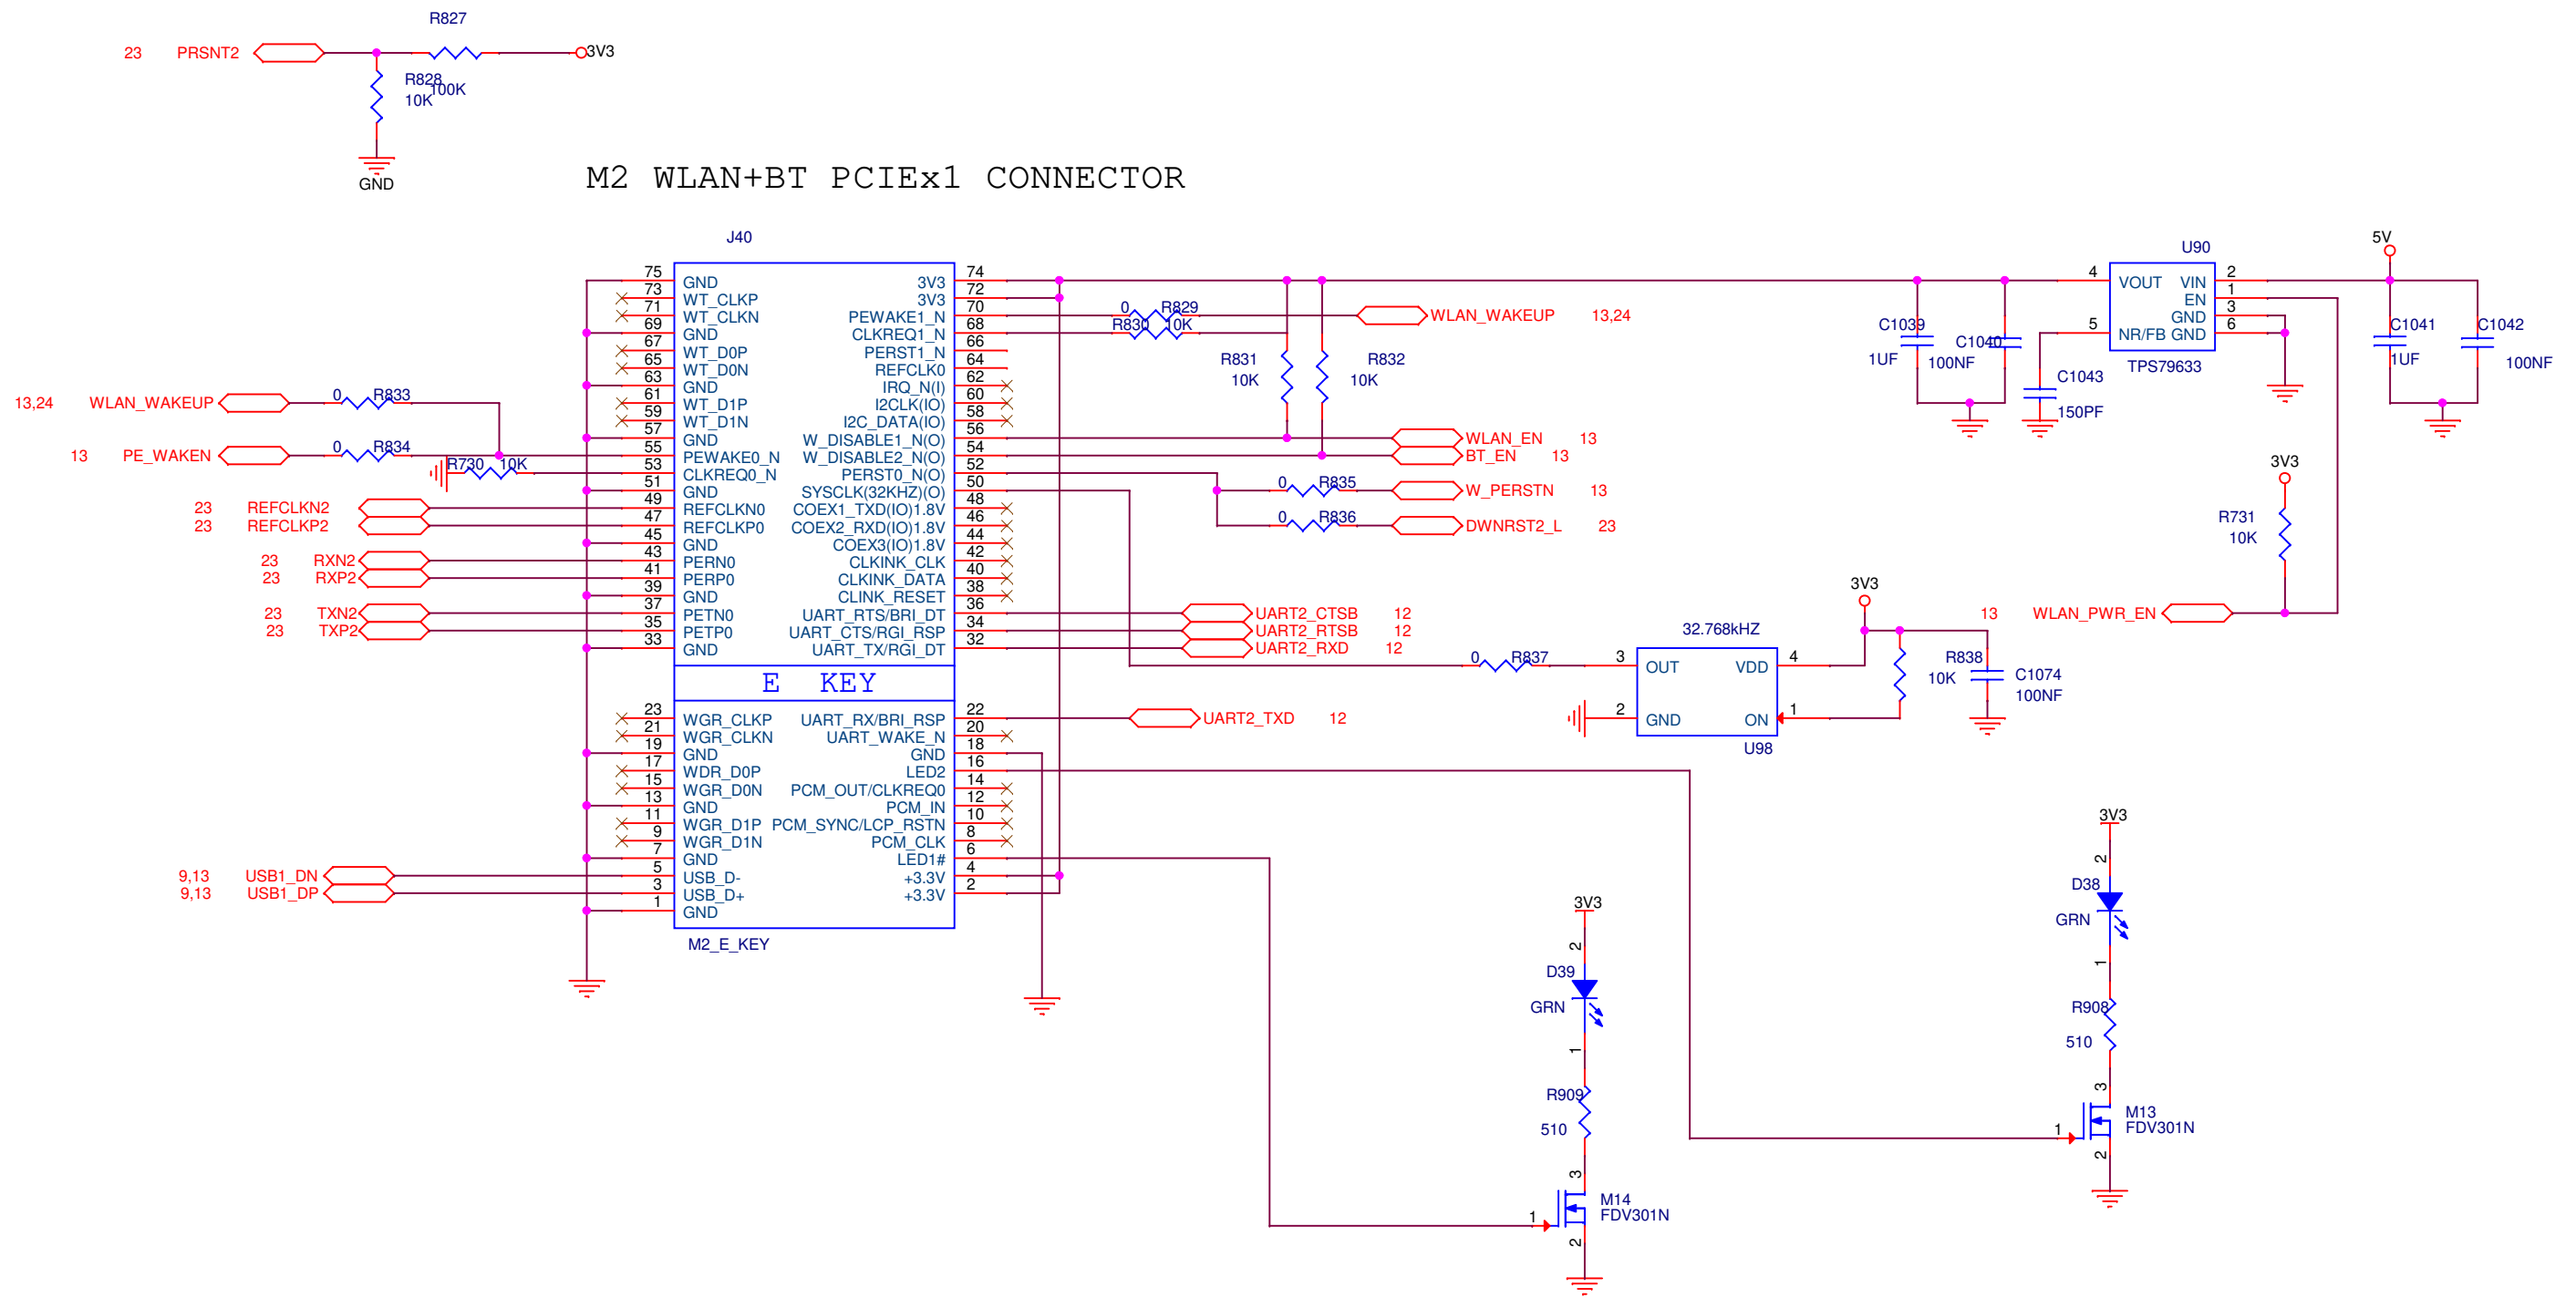 R827
23 PRSNT2 3V3
R828
100K
10K
GND
M2 WLAN+BT PCIEx1 CONNECTOR
J40
75 GND
73 WT_CLKP
71 WT_CLKN
69 GND
67 WT_D0P
65 WT_D0N
63 GND
61 WT_D1P
59 WT_D1N
57 GND
55 PEWAKE0_N
53 CLKREQ0_N
51 GND
49 REFCLKN0
47 REFCLKP0
45 GND
43 PERN0
41 PERP0
39 GND
37 PETN0
35 PETP0
33 GND
3V3 74
3V3 72
PEWAKE1_N 70
CLKREQ1_N 68
PERST1_N 66
REFCLK0 64
IRQ_N(I) 62
I2CLK(IO) 60
I2C_DATA(IO) 58
W_DISABLE1_N(O) 56
W_DISABLE2_N(O) 54
PERST0_N(O) 52
SYSCLK(32KHZ)(O) 50
COEX1_TXD(IO)1.8V 48
COEX2_RXD(IO)1.8V 46
COEX3(IO)1.8V 44
CLKINK_CLK 42
CLKINK_DATA 40
CLINK_RESET 38
UART_RTS/BRI_DT 36
UART_CTS/RGI_RSP 34
UART_TX/RGI_DT 32
E KEY
23 WGR_CLKP
21 WGR_CLKN
19 GND
17 WDR_D0P
15 WGR_D0N
13 GND
11 WGR_D1P
9 WGR_D1N
7 GND
5 USB_D-
3 USB_D+
1 GND
UART_RX/BRI_RSP 22
UART_WAKE_N 20
GND 18
LED2 16
PCM_OUT/CLKREQ0 14
PCM_IN 12
PCM_SYNC/LCP_RSTN 10
PCM_CLK 8
LED1# 6
+3.3V 4
+3.3V 2
M2_E_KEY
13,24 WLAN_WAKEUP 0 R833
13 PE_WAKEN 0 R834
R730 10K
23 REFCLKN2
23 REFCLKP2
23 RXN2
23 RXP2
23 TXN2
23 TXP2
9,13 USB1_DN
9,13 USB1_DP
0 R829 WLAN_WAKEUP 13,24
R830 10K
R831
10K
R832
10K
WLAN_EN 13
BT_EN 13
0 R835 W_PERSTN 13
0 R836 DWNRST2_L 23
UART2_CTSB 12
UART2_RTSB 12
UART2_RXD 12
UART2_TXD 12
0 R837
32.768kHZ
3 OUT VDD 4
2 GND ON 1
U98
3V3
R838
10K
C1074
100NF
U90
4 VOUT VIN 2
EN 1
GND 3
5 NR/FB GND 6
TPS79633
5V
C1039
1UF
C1040
100NF
C1043
150PF
C1041
1UF
C1042
100NF
3V3
R731
10K
13 WLAN_PWR_EN
3V3
2
D39
GRN
1
R909
510
3
M14
FDV301N
1
2
3V3
2
D38
GRN
1
R908
510
3
M13
FDV301N
1
2